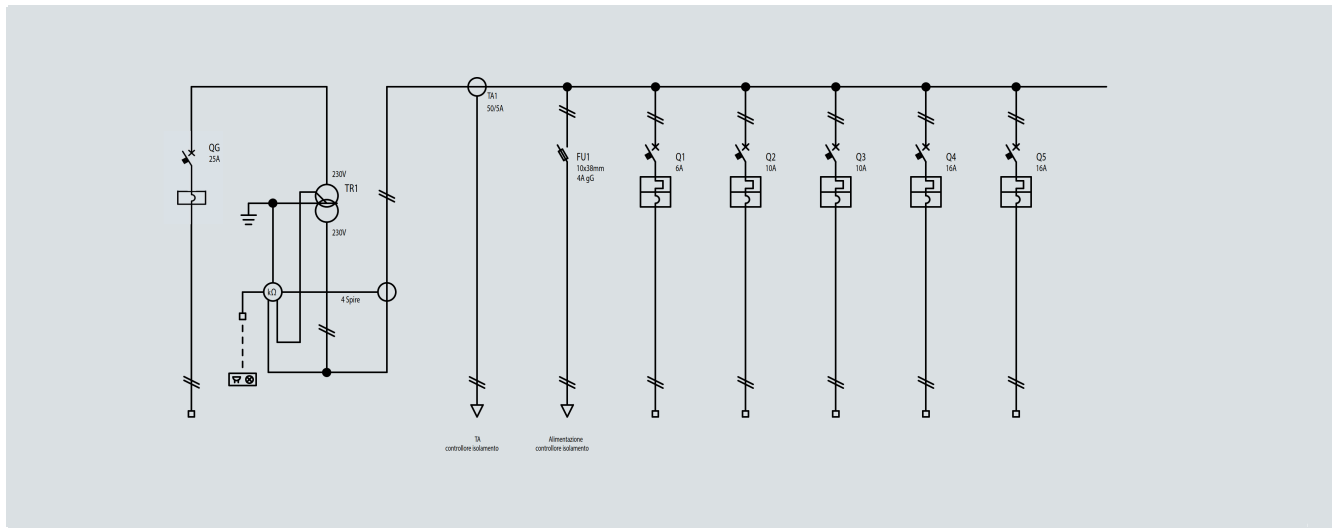 TA1
50/5A
QG
25A
FU1
10x38mm
4A gG
Q1
6A
Q2
10A
Q3
10A
Q4
16A
Q5
16A
230V
TR1
230V
kΩ
4 Spire
TA
controllore isolamento
Alimentazione
controllore isolamento